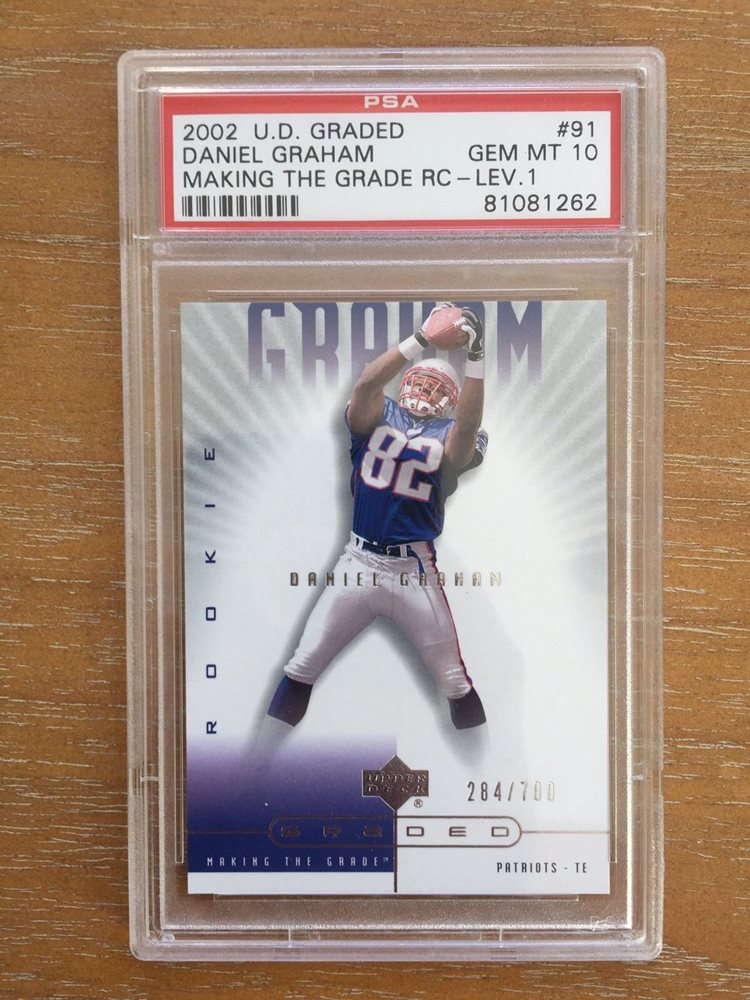 PSA
2002 U.D. GRADED #91
DANIEL GRAHAM GEM MT 10
MAKING THE GRADE RC-LEV.1
81081262
GRAHAM
82
ROOKIE
DANIEL GRAHAM
UPPER DECK ®
284/700
GRADED
MAKING THE GRADE™
PATRIOTS - TE